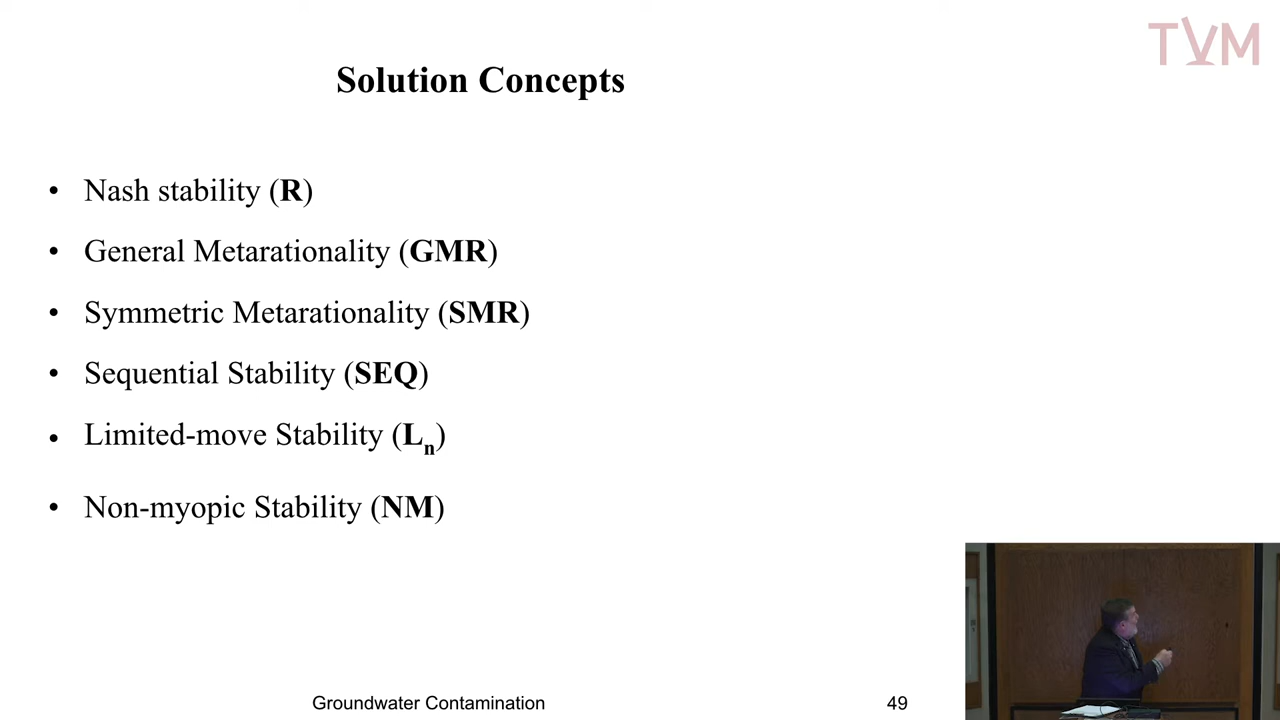 TVM
Solution Concepts
• Nash stability (R)
• General Metarationality (GMR)
• Symmetric Metarationality (SMR)
• Sequential Stability (SEQ)
• Limited-move Stability (Ln)
• Non-myopic Stability (NM)
Groundwater Contamination
49